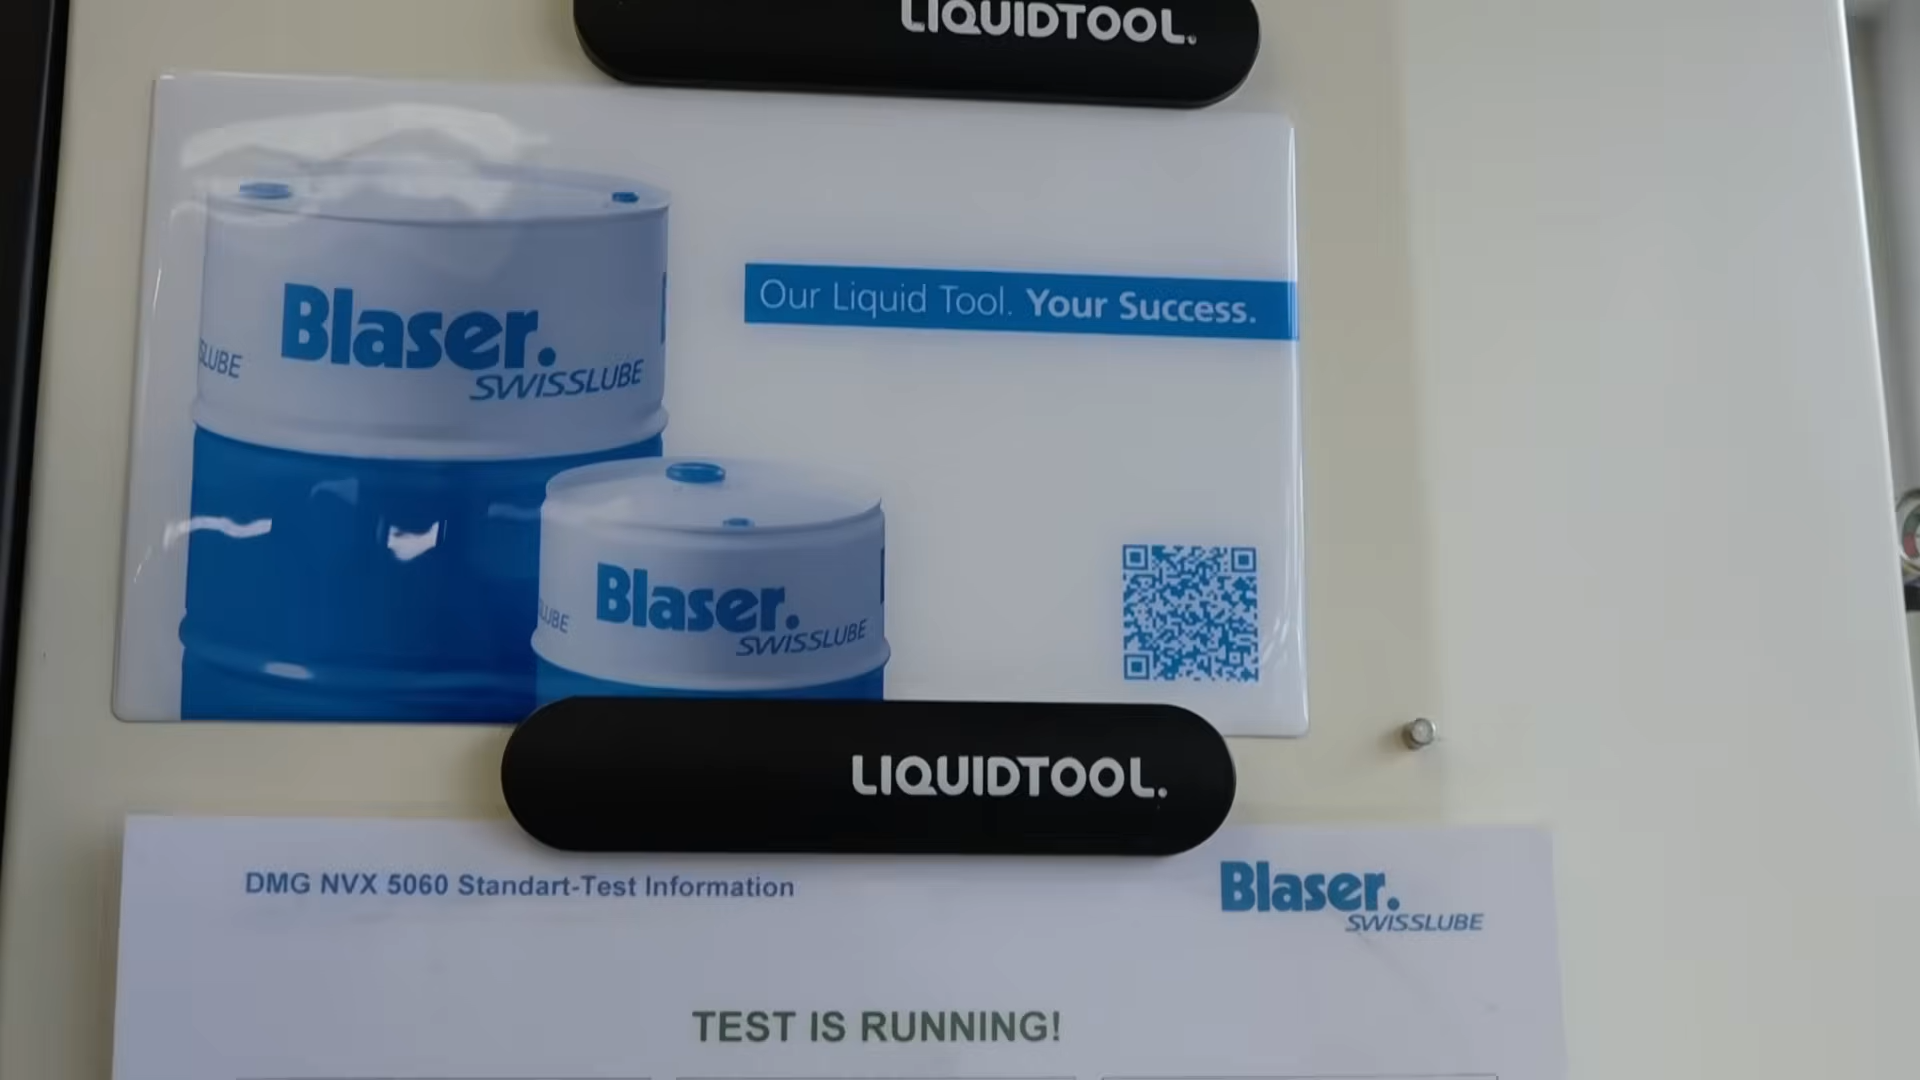 LIQUIDTOOL.
Our Liquid Tool. Your Success.
Blaser.
SWISSLUBE
SLUBE
Blaser.
SWISSLUBE
LUBE
LIQUIDTOOL.
DMG NVX 5060 Standart-Test Information
Blaser.
SWISSLUBE
TEST IS RUNNING!